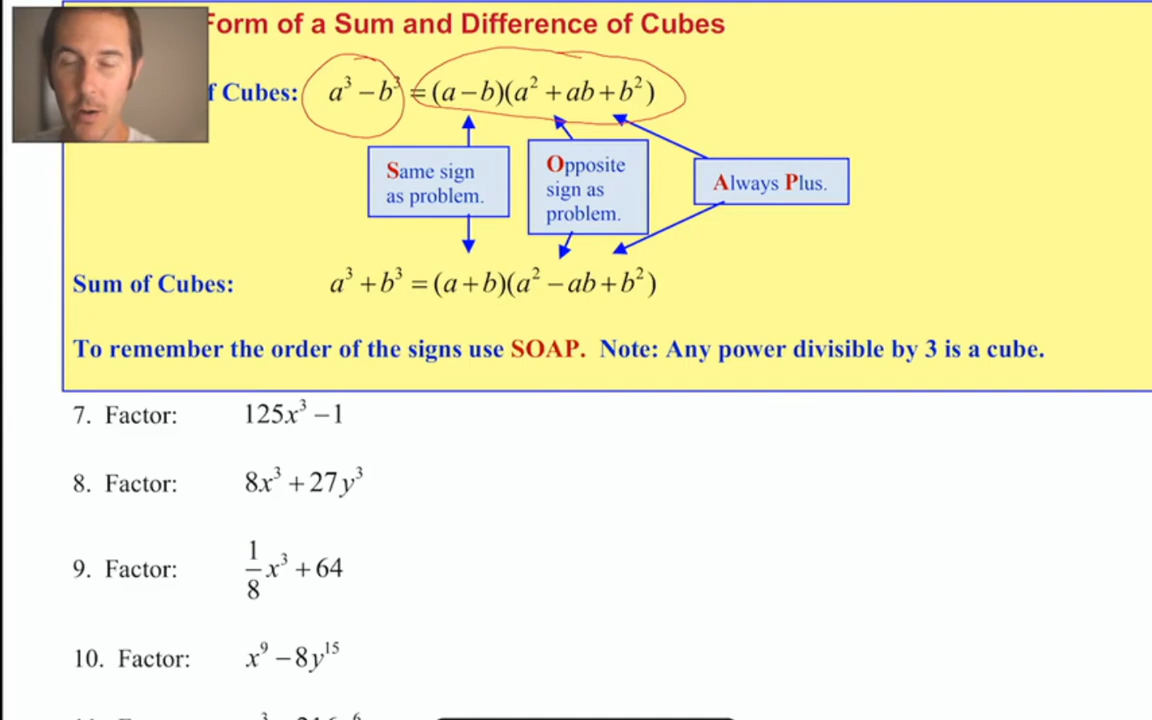 Form of a Sum and Difference of Cubes
f Cubes: a³ − b³ = (a − b)(a² + ab + b²)
Same sign as problem.
Opposite sign as problem.
Always Plus.
Sum of Cubes: a³ + b³ = (a + b)(a² − ab + b²)
To remember the order of the signs use SOAP. Note: Any power divisible by 3 is a cube.
7. Factor: 125x³ − 1
8. Factor: 8x³ + 27y³
9. Factor: 1/8 x³ + 64
10. Factor: x⁹ − 8y¹⁵